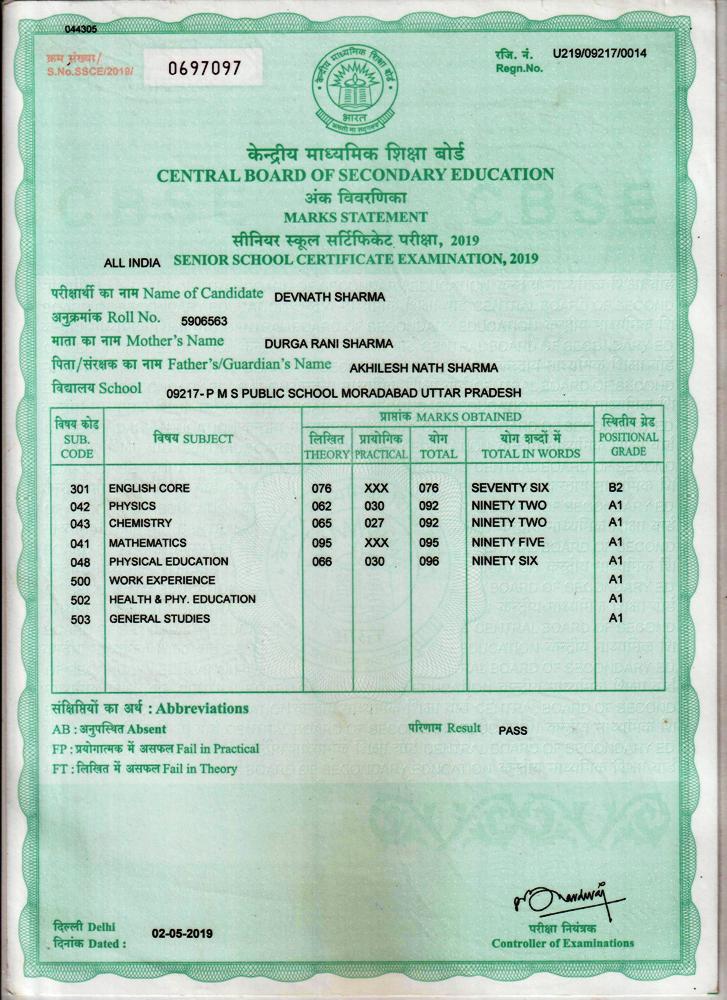 044305
क्रम संख्या/
S.No.SSCE/2019/
0697097
रजि. नं. U219/09217/0014
Regn.No.
केन्द्रीय माध्यमिक शिक्षा बोर्ड
भारत
असतो मा सद्गमय
केन्द्रीय माध्यमिक शिक्षा बोर्ड
CENTRAL BOARD OF SECONDARY EDUCATION
अंक विवरणिका
CBSE CBSE
MARKS STATEMENT
सीनियर स्कूल सर्टिफिकेट परीक्षा, 2019
ALL INDIA SENIOR SCHOOL CERTIFICATE EXAMINATION, 2019
परीक्षार्थी का नाम Name of Candidate DEVNATH SHARMA
अनुक्रमांक Roll No. 5906563
माता का नाम Mother's Name DURGA RANI SHARMA
पिता/संरक्षक का नाम Father's/Guardian's Name AKHILESH NATH SHARMA
विद्यालय School 09217- P M S PUBLIC SCHOOL MORADABAD UTTAR PRADESH
विषय कोड SUB. CODE विषय SUBJECT प्राप्तांक MARKS OBTAINED स्थितीय ग्रेड POSITIONAL GRADE
लिखित THEORY प्रायोगिक PRACTICAL योग TOTAL योग शब्दों में TOTAL IN WORDS
301 ENGLISH CORE 076 XXX 076 SEVENTY SIX B2
042 PHYSICS 062 030 092 NINETY TWO A1
043 CHEMISTRY 065 027 092 NINETY TWO A1
041 MATHEMATICS 095 XXX 095 NINETY FIVE A1
048 PHYSICAL EDUCATION 066 030 096 NINETY SIX A1
500 WORK EXPERIENCE A1
502 HEALTH & PHY. EDUCATION A1
503 GENERAL STUDIES A1
संक्षिप्तियों का अर्थ : Abbreviations
AB : अनुपस्थित Absent परिणाम Result PASS
FP : प्रयोगात्मक में असफल Fail in Practical
FT : लिखित में असफल Fail in Theory
दिल्ली Delhi
दिनांक Dated : 02-05-2019
परीक्षा नियंत्रक
Controller of Examinations